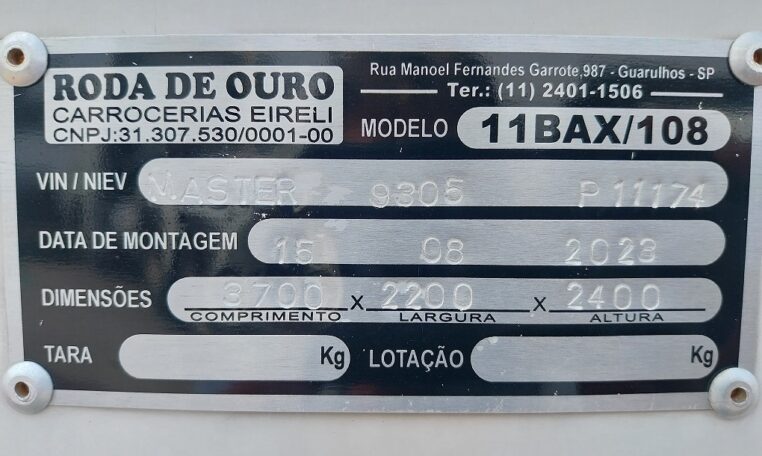 RODA DE OURO
CARROCERIAS EIRELI
CNPJ:31.307.530/0001-00
Rua Manoel Fernandes Garrote,987 - Guarulhos - SP
Ter.: (11) 2401-1506
MODELO 11BAX/108
VIN / NIEV MASTER 9305 P 11174
DATA DE MONTAGEM 15 08 2023
DIMENSÕES 3700 X 2200 X 2400
COMPRIMENTO LARGURA ALTURA
TARA Kg LOTAÇÃO Kg